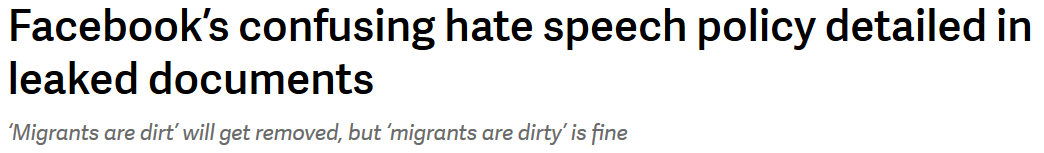 Facebook’s confusing hate speech policy detailed in
leaked documents
‘Migrants are dirt’ will get removed, but ‘migrants are dirty’ is fine